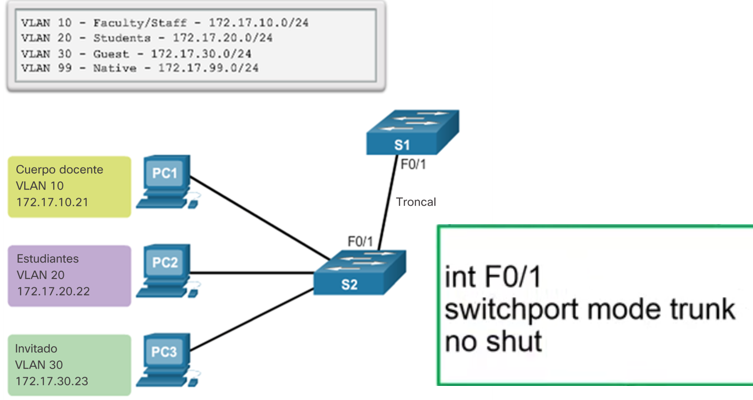 VLAN 10 - Faculty/Staff - 172.17.10.0/24
VLAN 20 - Students - 172.17.20.0/24
VLAN 30 - Guest - 172.17.30.0/24
VLAN 99 - Native - 172.17.99.0/24
S1
F0/1
Troncal
Cuerpo docente
VLAN 10
172.17.10.21
PC1
Estudiantes
VLAN 20
172.17.20.22
PC2
F0/1
S2
Invitado
VLAN 30
172.17.30.23
PC3
int F0/1
switchport mode trunk
no shut